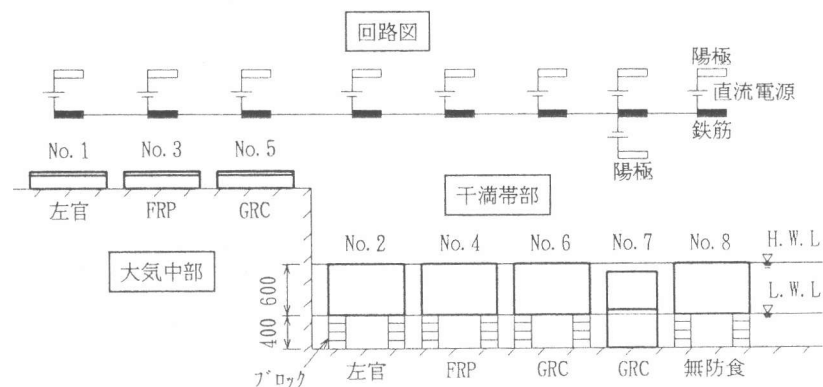 回路図
陽極
直流電源
鉄筋
陽極
No.1 No.3 No.5
左官 FRP GRC
大気中部
干満帯部
No.2 No.4 No.6 No.7 No.8
H.W.L
L.W.L
600
400
ブロック
左官 FRP GRC GRC 無防食